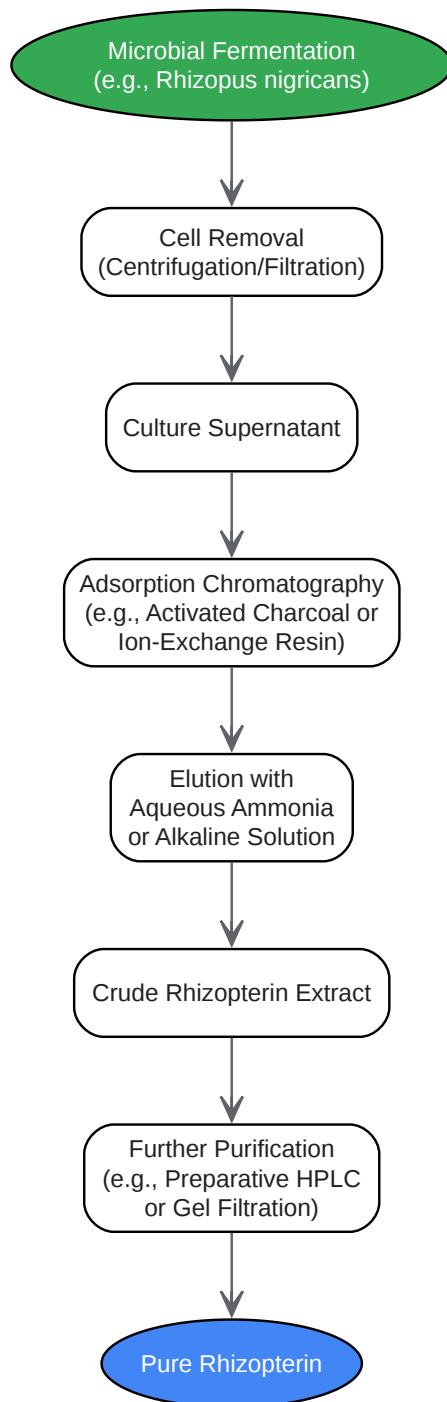 Microbial Fermentation
(e.g., Rhizopus nigricans)
Cell Removal
(Centrifugation/Filtration)
Culture Supernatant
Adsorption Chromatography
(e.g., Activated Charcoal or
Ion-Exchange Resin)
Elution with
Aqueous Ammonia
or Alkaline Solution
Crude Rhizopterin Extract
Further Purification
(e.g., Preparative HPLC
or Gel Filtration)
Pure Rhizopterin